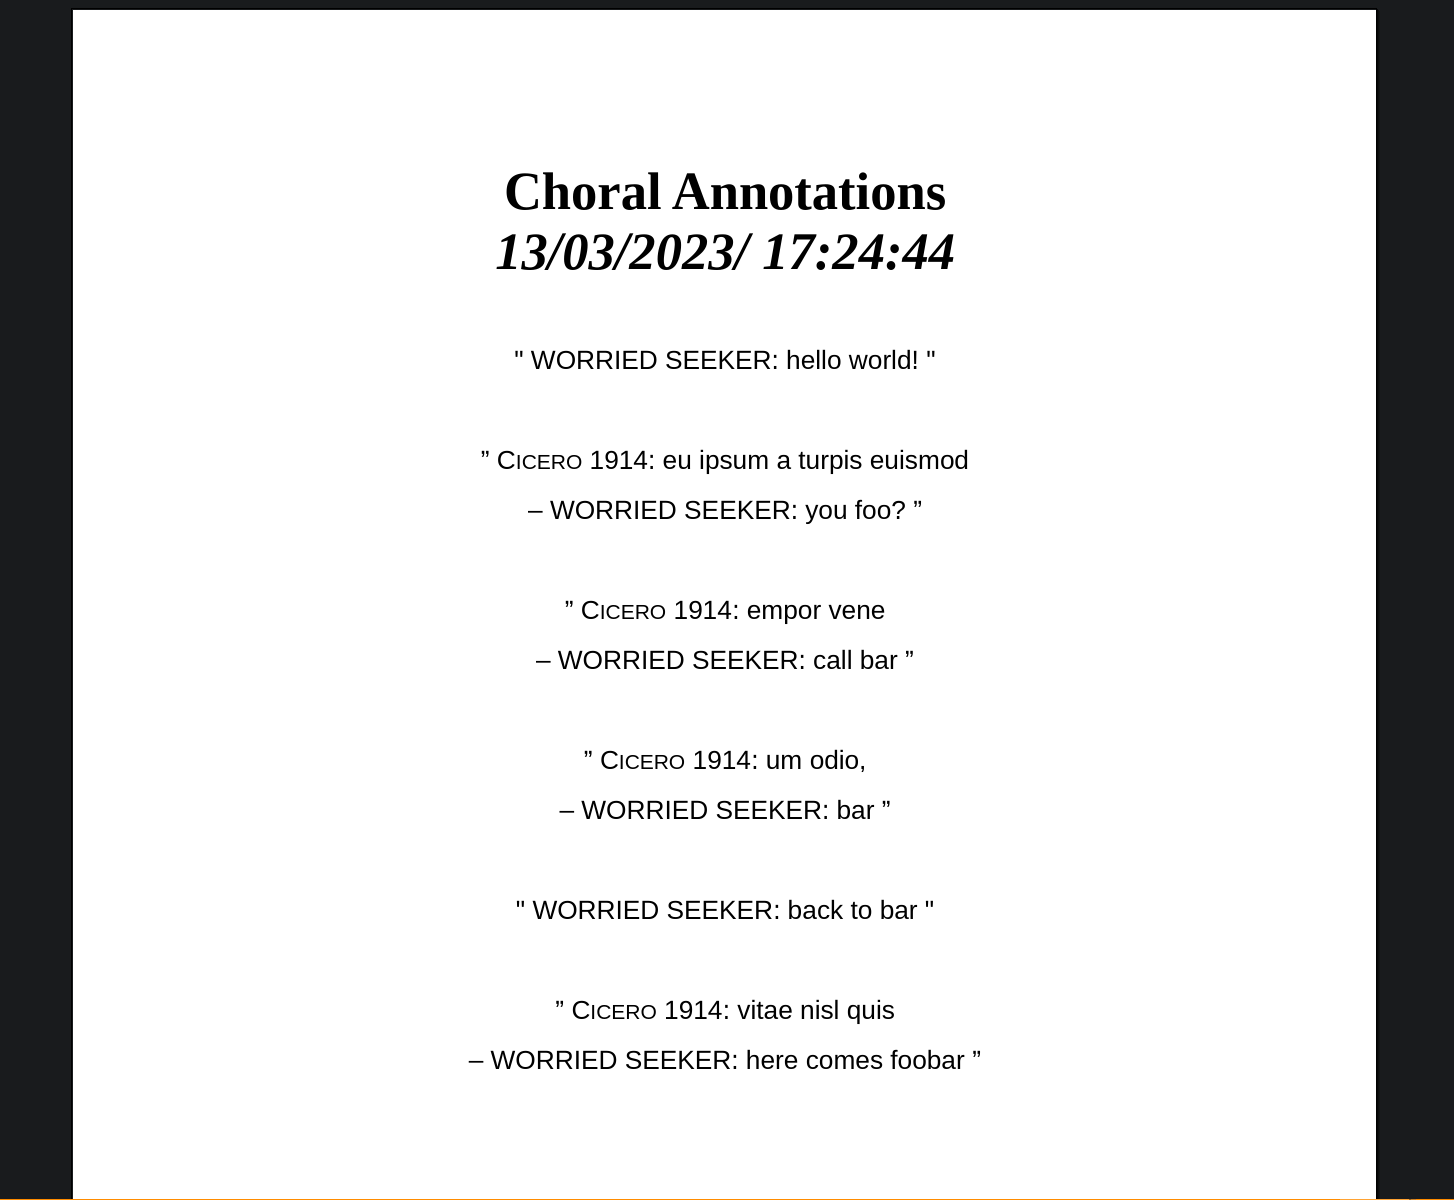 Choral Annotations
13/03/2023/ 17:24:44
" WORRIED SEEKER: hello world! "
” CICERO 1914: eu ipsum a turpis euismod
– WORRIED SEEKER: you foo? ”
” CICERO 1914: empor vene
– WORRIED SEEKER: call bar ”
” CICERO 1914: um odio,
– WORRIED SEEKER: bar ”
" WORRIED SEEKER: back to bar "
” CICERO 1914: vitae nisl quis
– WORRIED SEEKER: here comes foobar ”